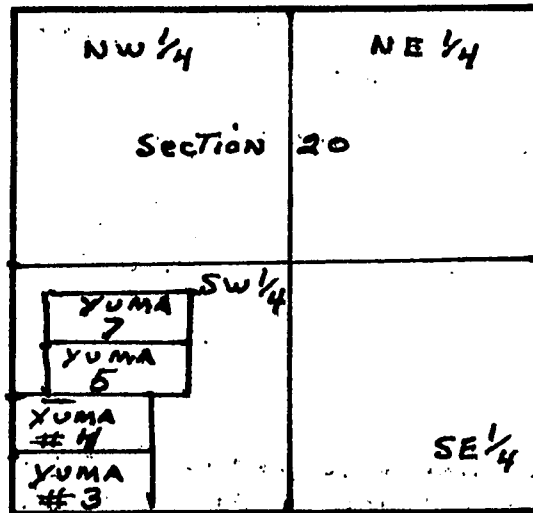 NW 1/4
NE 1/4
Section 20
SW 1/4
YUMA
7
YUMA
5
YUMA
# 4
YUMA
# 3
SE 1/4